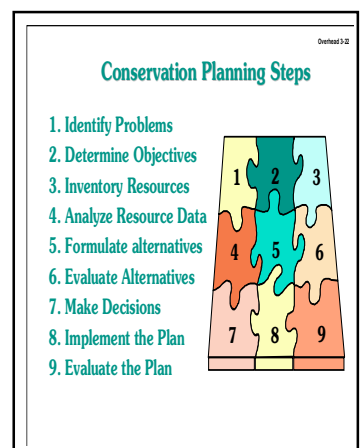 Overhead 3-22
Conservation Planning Steps
1. Identify Problems
2. Determine Objectives
3. Inventory Resources
4. Analyze Resource Data
5. Formulate alternatives
6. Evaluate Alternatives
7. Make Decisions
8. Implement the Plan
9. Evaluate the Plan
1 2 3
4 5 6
7 8 9